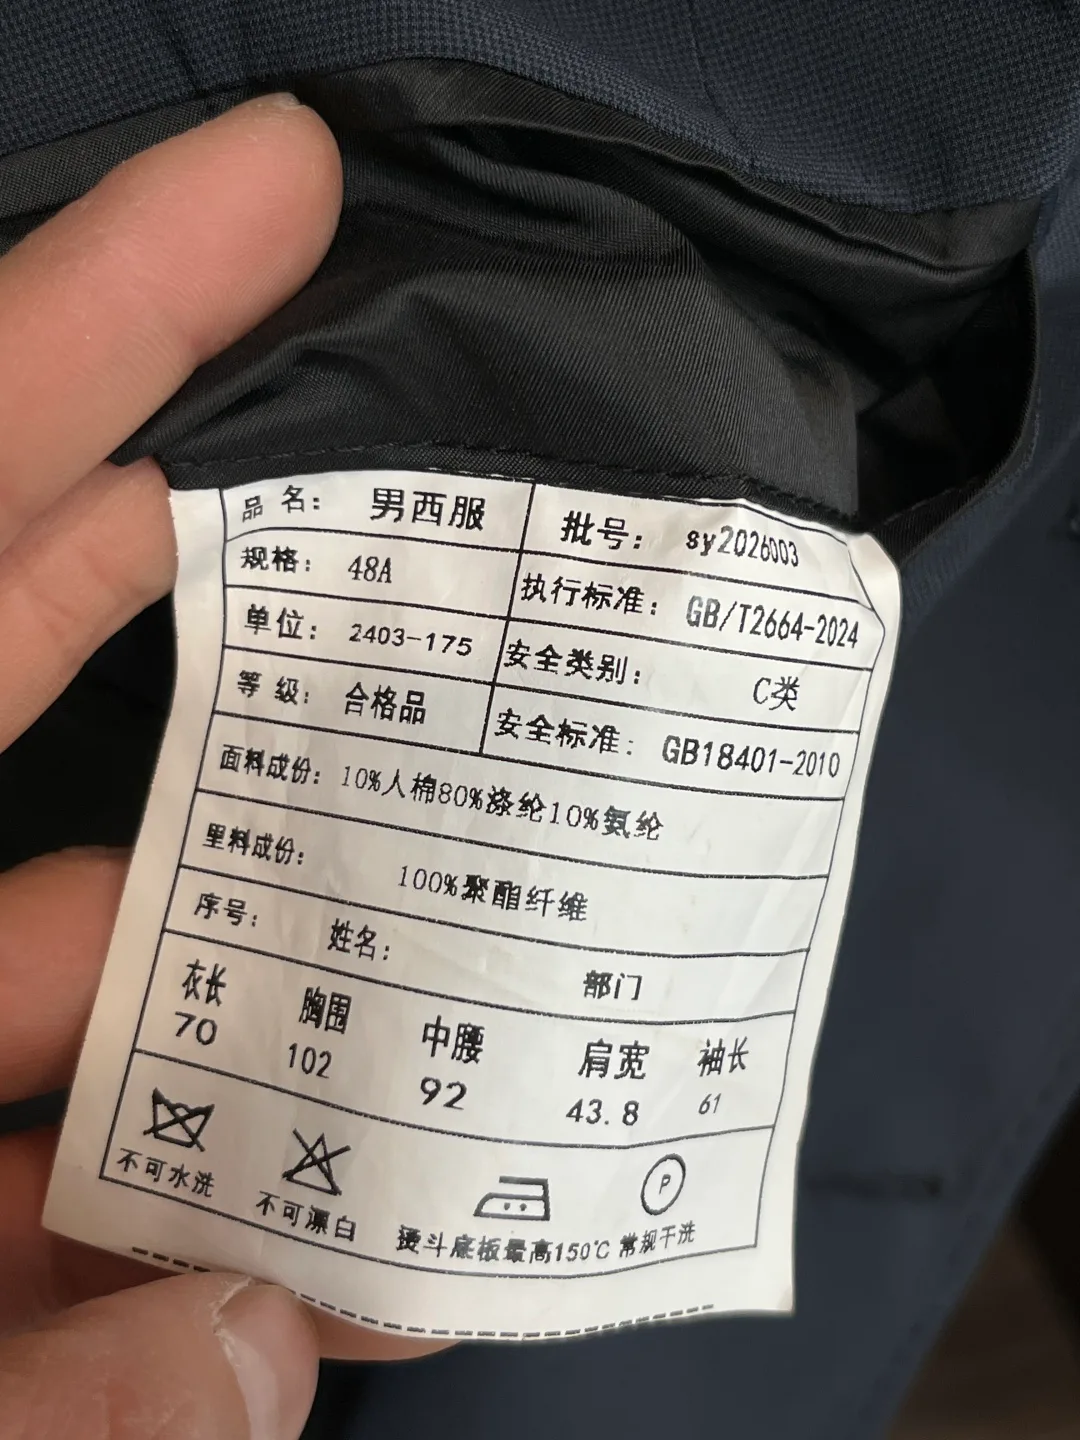 品 名： 男西服 批号： sy2026003
规格： 48A 执行标准： GB/T2664-2024
单位： 2403-175 安全类别： C类
等 级： 合格品 安全标准： GB18401-2010
面料成份： 10%人棉80%涤纶10%氨纶
里料成份： 100%聚酯纤维
序号： 姓名： 部门
衣长 胸围 中腰 肩宽 袖长
70 102 92 43.8 61
P
不可水洗 不可漂白 烫斗底板最高150℃ 常规干洗